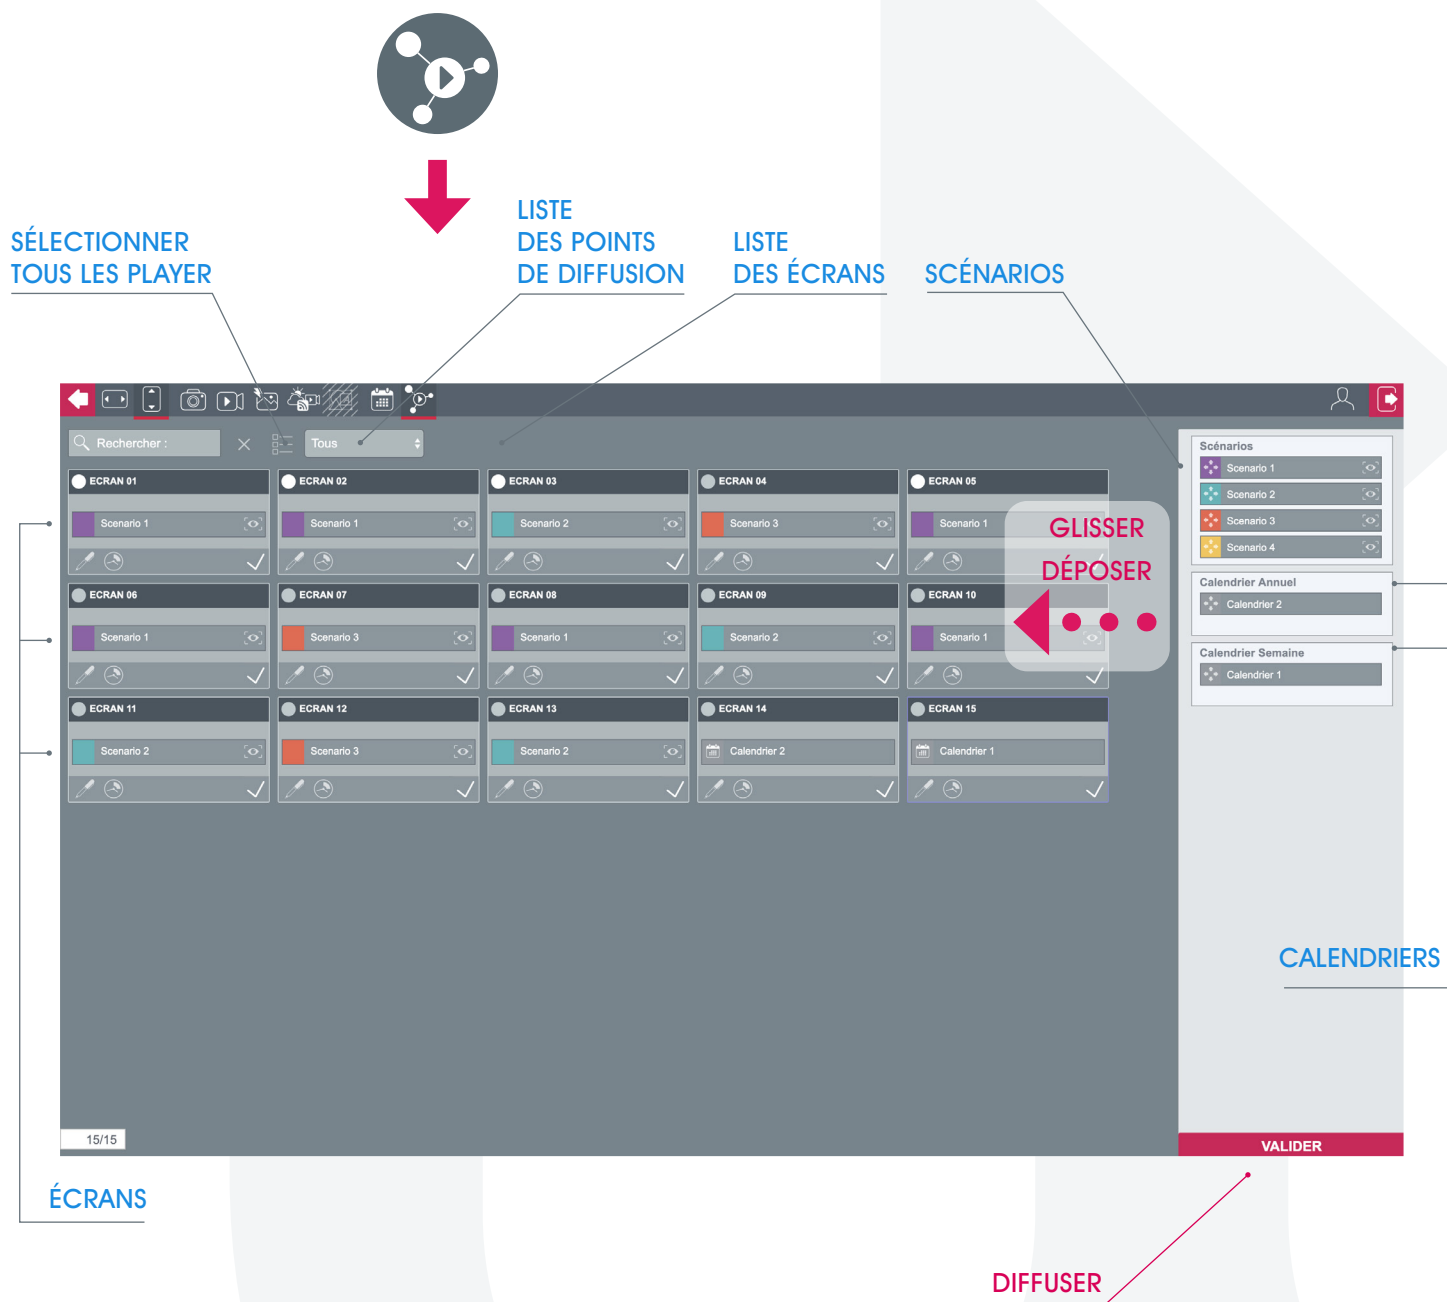 SÉLECTIONNER
TOUS LES PLAYER
LISTE
DES POINTS
DE DIFFUSION
LISTE
DES ÉCRANS
SCÉNARIOS
Rechercher :
Tous
ECRAN 01
Scenario 1
ECRAN 02
Scenario 1
ECRAN 03
Scenario 2
ECRAN 04
Scenario 3
ECRAN 05
Scenario 1
GLISSER
DÉPOSER
ECRAN 06
Scenario 1
ECRAN 07
Scenario 3
ECRAN 08
Scenario 1
ECRAN 09
Scenario 2
ECRAN 10
Scenario 1
ECRAN 11
Scenario 2
ECRAN 12
Scenario 3
ECRAN 13
Scenario 2
ECRAN 14
Calendrier 2
ECRAN 15
Calendrier 1
Scénarios
Scenario 1
Scenario 2
Scenario 3
Scenario 4
Calendrier Annuel
Calendrier 2
Calendrier Semaine
Calendrier 1
CALENDRIERS
15/15
VALIDER
ÉCRANS
DIFFUSER